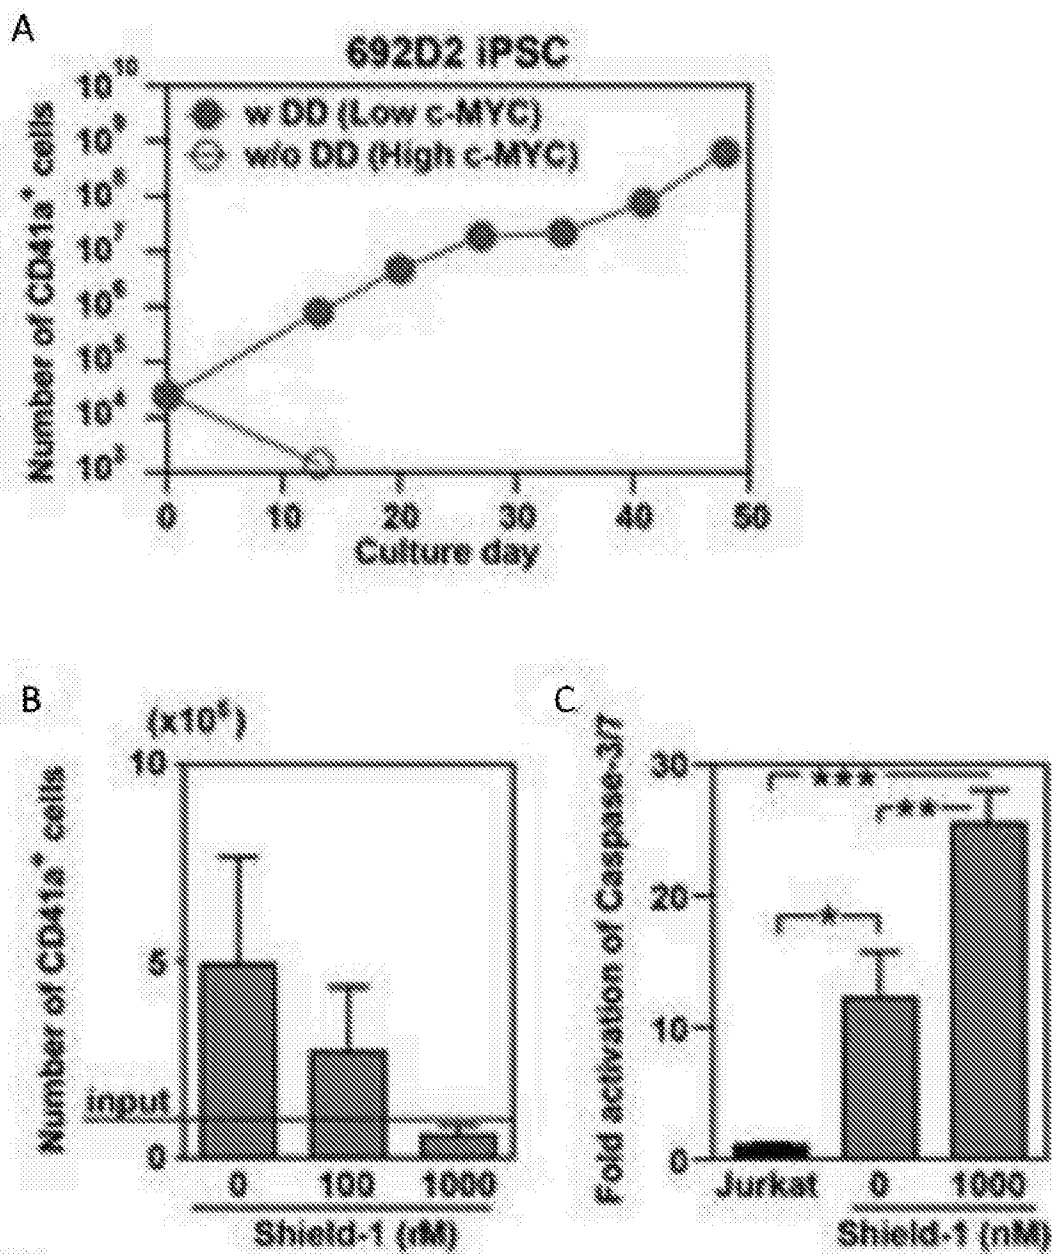 A
692D2 iPSC
10^10
10^9
10^8
10^7
10^6
10^5
10^4
10^3
Number of CD41a+ cells
w DD (Low c-MYC)
w/o DD (High c-MYC)
0 10 20 30 40 50
Culture day
B
(x10^6)
10
5
0
Number of CD41a+ cells
input
0 100 1000
Shield-1 (nM)
C
30
20
10
0
Fold activation of Caspase-3/7
***
**
*
Jurkat 0 1000
Shield-1 (nM)